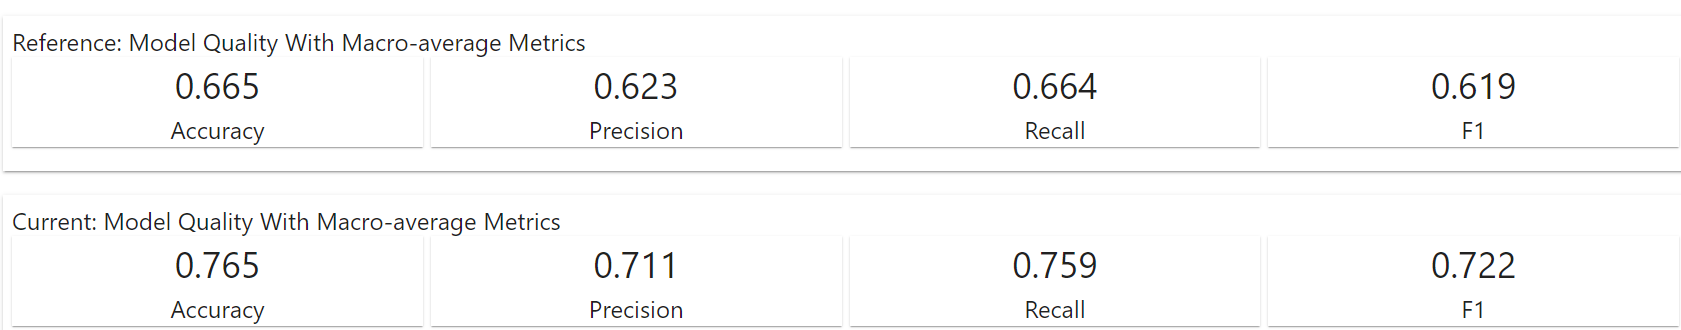 Reference: Model Quality With Macro-average Metrics
0.665 0.623 0.664 0.619
Accuracy Precision Recall F1
Current: Model Quality With Macro-average Metrics
0.765 0.711 0.759 0.722
Accuracy Precision Recall F1